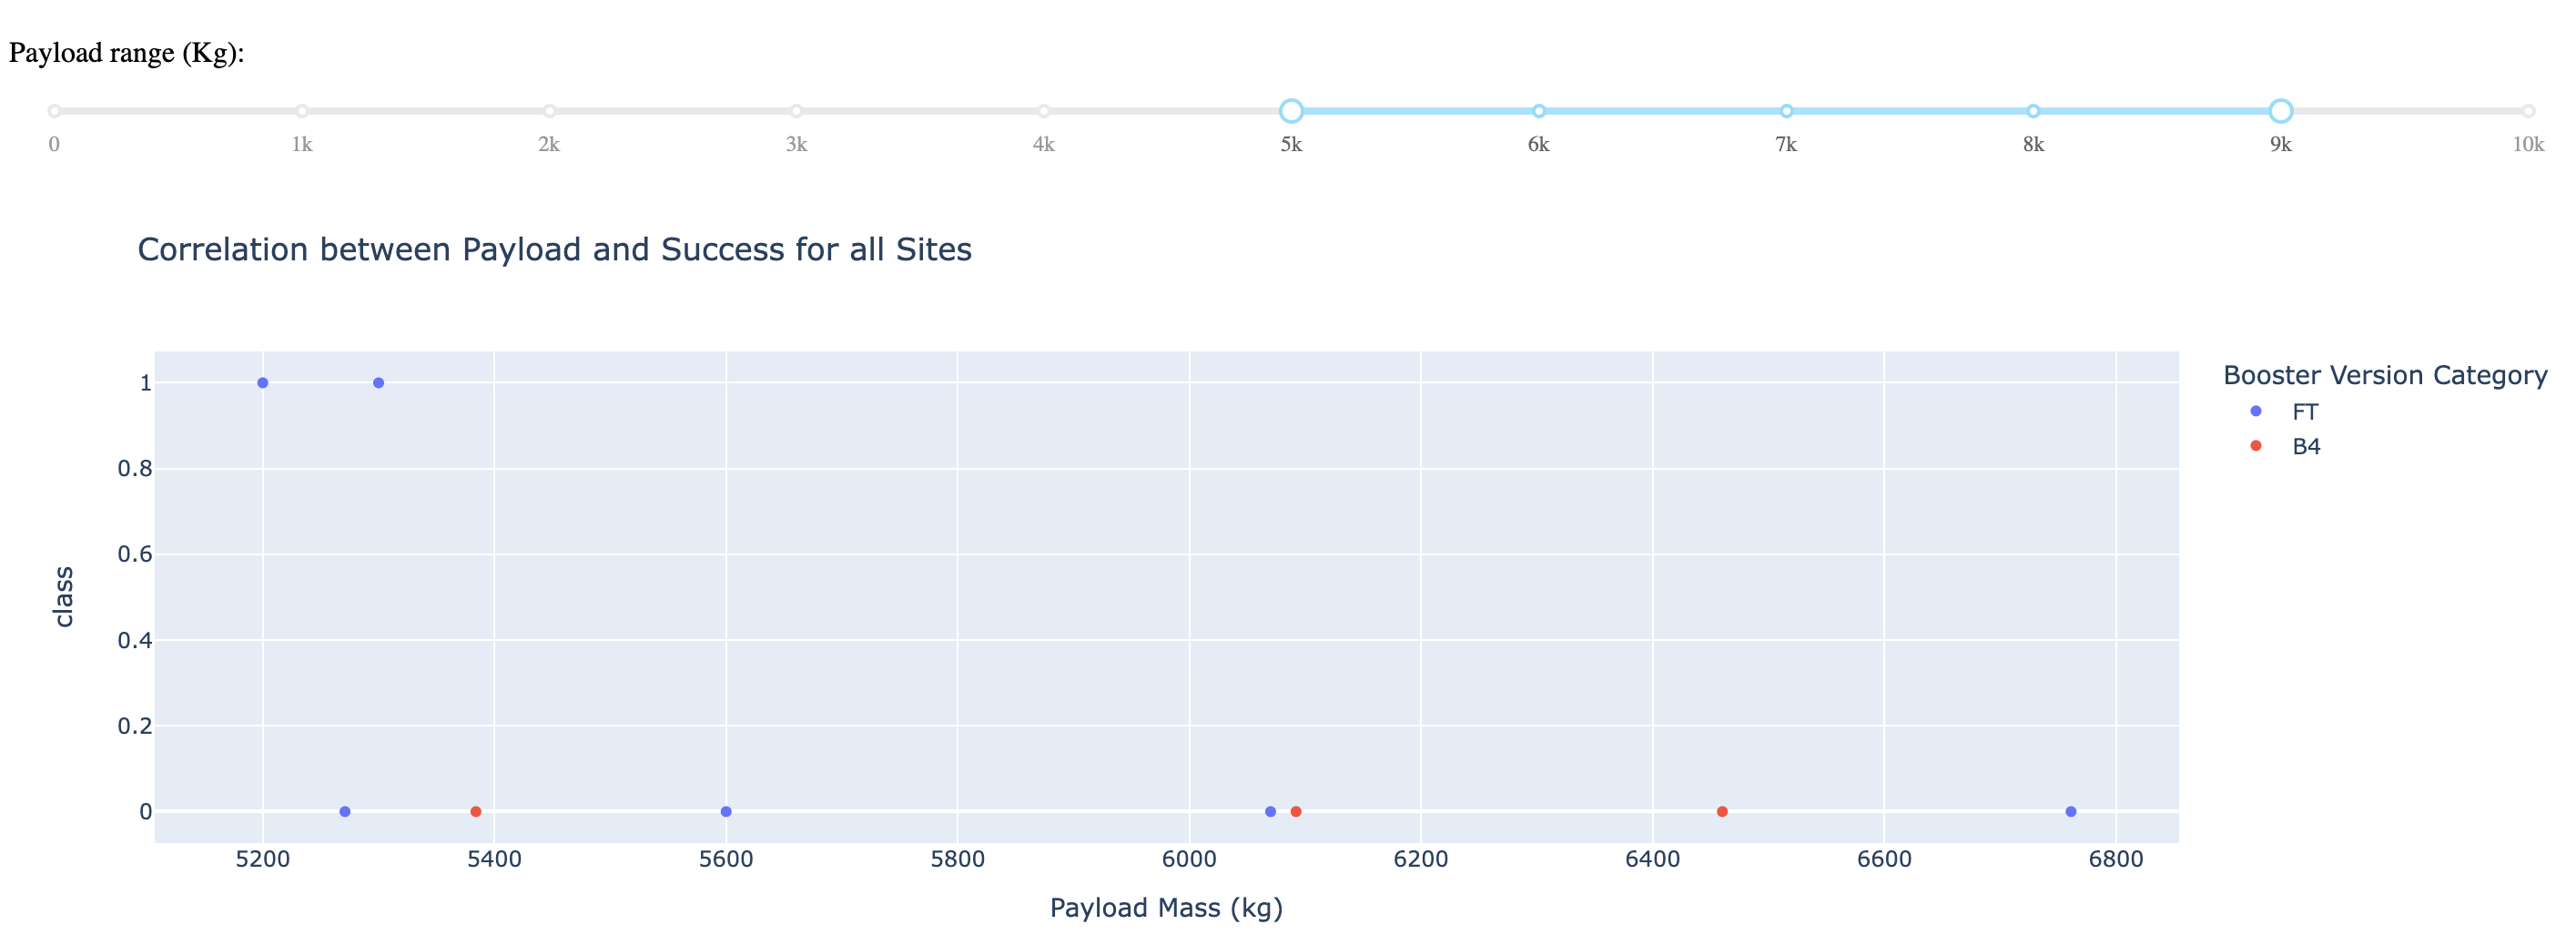 Payload range (Kg):
0 1k 2k 3k 4k 5k 6k 7k 8k 9k 10k
Correlation between Payload and Success for all Sites
1
0.8
0.6
0.4
0.2
0
class
5200 5400 5600 5800 6000 6200 6400 6600 6800
Payload Mass (kg)
Booster Version Category
FT
B4